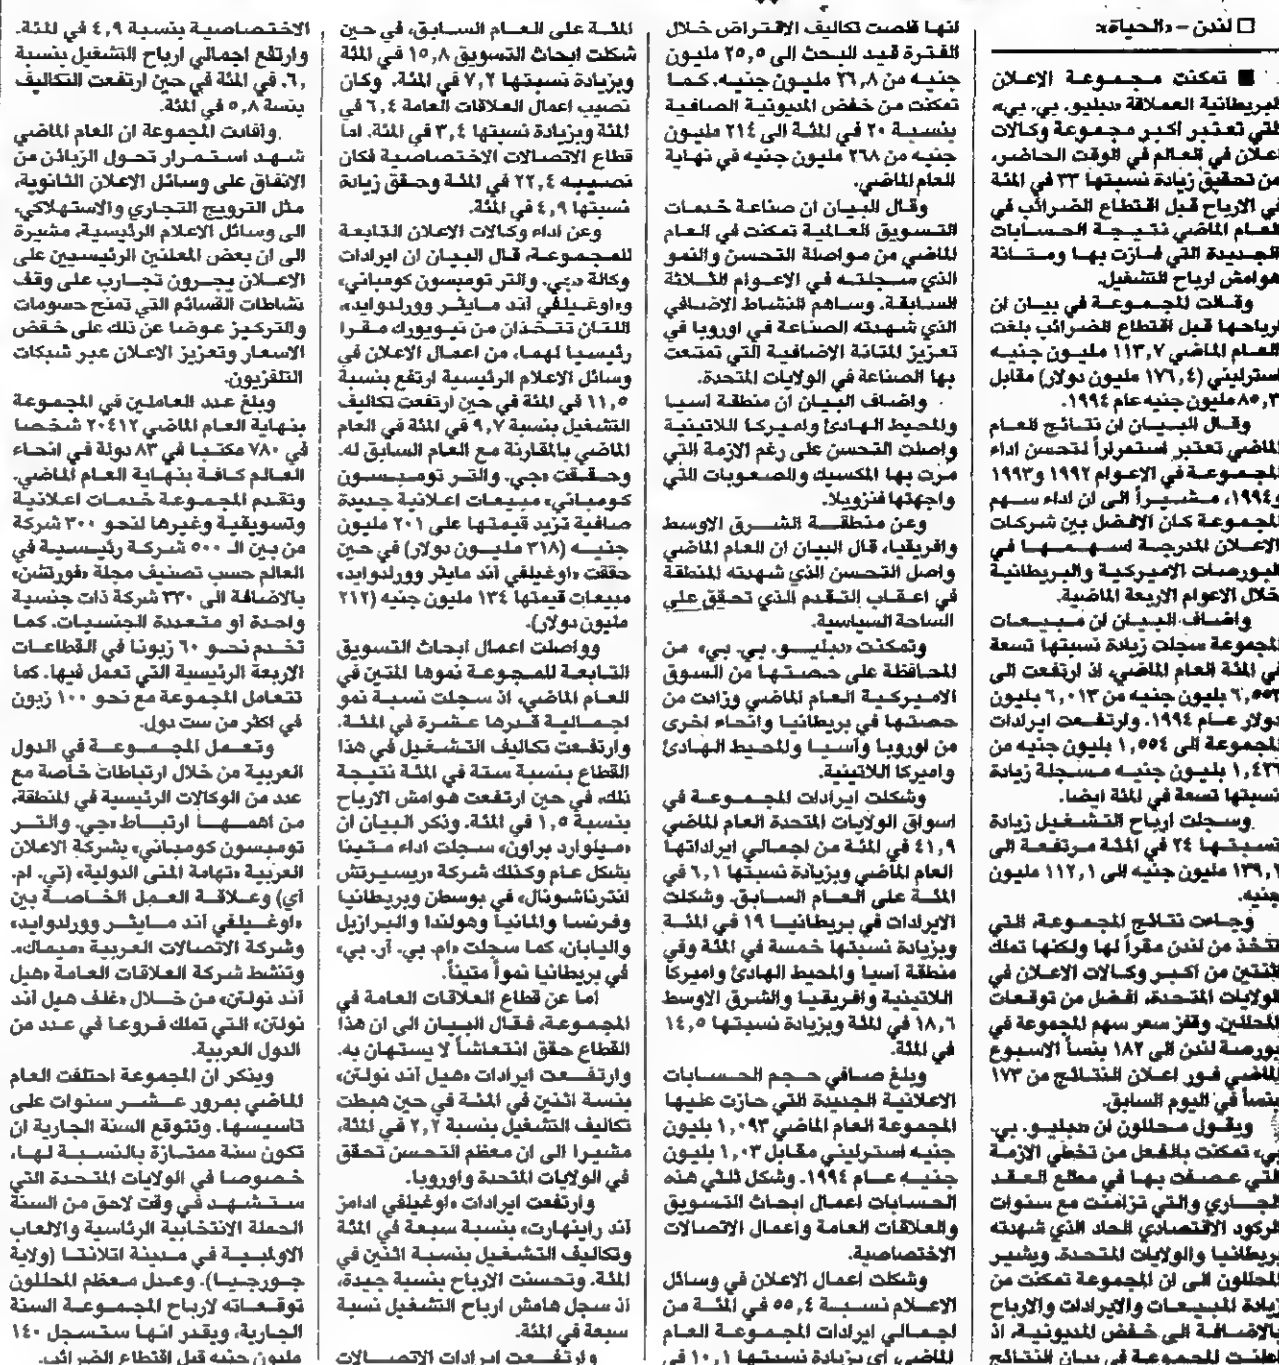 □ لندن – «الحياة»:
■ تمكنت مجموعة الاعلان
البريطانية العملاقة «دبليو. بي. بي»،
التي تعتبر اكبر مجموعة وكالات
اعلان في العالم في الوقت الحاضر،
من تحقيق زيادة نسبتها ٣٣ في المئة
في الارباح قبل اقتطاع الضرائب في
العام الماضي نتيجة الحسابات
الجديدة التي فازت بها ومتانة
هوامش ارباح التشغيل.
وقالت المجموعة في بيان ان
ارباحها قبل اقتطاع الضرائب بلغت
العام الماضي ١١٣,٧ مليون جنيه
استرليني (١٧٦,٤ مليون دولار) مقابل
٨٥,٣ مليون جنيه عام ١٩٩٤.
وقال البيان ان نتائج العام
الماضي تعتبر استمراراً لتحسن اداء
المجموعة في الاعوام ١٩٩٢ و١٩٩٣
و١٩٩٤، مشيراً الى ان اداء سهم
المجموعة كان الافضل بين شركات
الاعلان المدرجة اسهمها في
البورصات الاميركية والبريطانية
خلال الاعوام الاربعة الماضية.
واضاف البيان ان مبيعات
المجموعة سجلت زيادة نسبتها تسعة
في المئة العام الماضي، اذ ارتفعت الى
بليون جنيه من ٦,٠١٣ بليون
دولار عام ١٩٩٤. وارتفعت ايرادات
المجموعة الى ١,٥٥٤ بليون جنيه من
١,٤٣٦ بليون جنيه مسجلة زيادة
نسبتها تسعة في المئة ايضا.
وسجلت ارباح التشغيل زيادة
نسبتها ٢٤ في المئة مرتفعة الى
مليون جنيه الى ١١٢,١ مليون
جنيه.
وجاءت نتائج المجموعة، التي
تتخذ من لندن مقراً لها ولكنها تملك
اثنتين من اكبر وكالات الاعلان في
الولايات المتحدة، افضل من توقعات
المحللين. وقفز سعر سهم المجموعة في
بورصة لندن الى ١٨٢ بنساً الاسبوع
الماضي فور اعلان النتائج من ١٧٣
بنساً في اليوم السابق.
ويقول محللون ان «دبليو. بي.
بي» تمكنت بالفعل من تخطي الازمة
التي عصفت بها في مطلع العقد
الجاري والتي تزامنت مع سنوات
الركود الاقتصادي الحاد الذي شهدته
بريطانيا والولايات المتحدة. ويشير
المحللون الى ان المجموعة تمكنت من
زيادة المبيعات والايرادات والارباح
بالاضافة الى خفض المديونية، اذ
اعلنت المجموعة في بيان النتائج
انها قلصت تكاليف الاقتراض خلال
الفترة قيد البحث الى ٢٥,٥ مليون
جنيه من ٢٦,٨ مليون جنيه. كما
تمكنت من خفض المديونية الصافية
بنسبة ٢٠ في المئة الى ٢١٤ مليون
جنيه من ٢٦٨ مليون جنيه في نهاية
العام الماضي.
وقال البيان ان صناعة خدمات
التسويق العالمية تمكنت في العام
الماضي من مواصلة التحسن والنمو
الذي سجلته في الاعوام الثلاثة
السابقة. وساهم النشاط الاضافي
الذي شهدته الصناعة في اوروبا في
تعزيز المتانة الاضافية التي تمتعت
بها الصناعة في الولايات المتحدة.
واضاف البيان ان منطقة آسيا
والمحيط الهادئ واميركا اللاتينية
واصلت التحسن على رغم الازمة التي
مرت بها المكسيك والصعوبات التي
واجهتها فنزويلا.
وعن منطقة الشرق الاوسط
وافريقيا، قال البيان ان العام الماضي
واصل التحسن الذي شهدته المنطقة
في اعقاب التقدم الذي تحقق على
الساحة السياسية.
وتمكنت «دبليو. بي. بي» من
المحافظة على حصتها من السوق
الاميركية العام الماضي وزادت من
حصتها في بريطانيا وانحاء اخرى
من اوروبا وآسيا والمحيط الهادئ
واميركا اللاتينية.
وشكلت ايرادات المجموعة في
اسواق الولايات المتحدة العام الماضي
٤١,٩ في المئة من اجمالي ايراداتها
العام الماضي وبزيادة نسبتها ٦,١ في
المئة على العام السابق. وشكلت
الايرادات في بريطانيا ١٩ في المئة
وبزيادة نسبتها خمسة في المئة وفي
منطقة آسيا والمحيط الهادئ واميركا
اللاتينية وافريقيا والشرق الاوسط
١٨,٦ في المئة وبزيادة نسبتها ١٤,٥
في المئة.
وبلغ صافي حجم الحسابات
الاعلانية الجديدة التي حازت عليها
المجموعة العام الماضي ١,٠٩٣ بليون
جنيه استرليني مقابل ١,٠٣ بليون
جنيه عام ١٩٩٤. وشكل ثلثي هذه
الحسابات اعمال ابحاث التسويق
والعلاقات العامة واعمال الاتصالات
الاختصاصية.
وشكلت اعمال الاعلان في وسائل
الاعلام نسبة ٥٥,٤ في المئة من
اجمالي ايرادات المجموعة العام
الماضي، اي بزيادة نسبتها ١٠,١ في
المئة على العام السابق، في حين
شكلت ابحاث التسويق ١٥,٨ في المئة
وبزيادة نسبتها ٧,٢ في المئة. وكان
نصيب اعمال العلاقات العامة ٦,٤ في
المئة وبزيادة نسبتها ٣,٤ في المئة. اما
قطاع الاتصالات الاختصاصية فكان
نصيبه ٢٢,٤ في المئة وحقق زيادة
نسبتها ٤,٩ في المئة.
وعن اداء وكالات الاعلان التابعة
للمجموعة، قال البيان ان ايرادات
وكالة «جي. والتر تومبسون كومباني»
و«اوغيلفي آند مايثر وورلدوايد»،
اللتان تتخذان من نيويورك مقرا
رئيسيا لهما، من اعمال الاعلان في
وسائل الاعلام الرئيسية ارتفع بنسبة
١١,٥ في المئة في حين ارتفعت تكاليف
التشغيل بنسبة ٩,٧ في المئة في العام
الماضي بالمقارنة مع العام السابق له.
وحققت «جي. والتر تومبسون
كومباني» مبيعات اعلانية جديدة
صافية تزيد قيمتها على ٢٠١ مليون
جنيه (٣١٨ مليون دولار) في حين
حققت «اوغيلفي آند مايثر وورلدوايد»
مبيعات قيمتها ١٣٤ مليون جنيه (٢١٢
مليون دولار).
وواصلت اعمال ابحاث التسويق
التابعة للمجموعة نموها المتين في
العام الماضي، اذ سجلت نسبة نمو
اجمالية قدرها عشرة في المئة.
وارتفعت تكاليف التشغيل في هذا
القطاع بنسبة ستة في المئة نتيجة
ذلك، في حين ارتفعت هوامش الارباح
بنسبة ١,٥ في المئة. وذكر البيان ان
«ميلوارد براون» سجلت اداء متينا
بشكل عام وكذلك شركة «ريسيرتش
انترناشونال» في بوسطن وبريطانيا
وفرنسا والمانيا وهولندا والبرازيل
واليابان، كما سجلت «ام. بي. آر. بي»
في بريطانيا نمواً متيناً.
اما عن قطاع العلاقات العامة في
المجموعة، فقال البيان الى ان هذا
القطاع حقق انتعاشاً لا يستهان به.
وارتفعت ايرادات «هيل آند نولتن»
بنسة اثنين في المئة في حين هبطت
تكاليف التشغيل بنسبة ٢,٢ في المئة،
مشيرا الى ان معظم التحسن تحقق
في الولايات المتحدة واوروبا.
وارتفعت ايرادات «اوغيلفي ادامز
آند راينهارت» بنسبة سبعة في المئة
وتكاليف التشغيل بنسبة اثنين في
المئة. وتحسنت الارباح بنسبة جيدة،
اذ سجل هامش ارباح التشغيل نسبة
سبعة في المئة.
وارتفعت ايرادات الاتصالات
الاختصاصية بنسبة ٤,٩ في المئة.
وارتفع اجمالي ارباح التشغيل بنسبة
٦, في المئة في حين ارتفعت التكاليف
بنسة ٥,٨ في المئة.
وأفادت المجموعة ان العام الماضي
شهد استمرار تحول الزبائن من
الانفاق على وسائل الاعلان الثانوية،
مثل الترويج التجاري والاستهلاكي،
الى وسائل الاعلام الرئيسية، مشيرة
الى ان بعض المعلنين الرئيسيين على
الاعلان يجرون تجارب على وقف
نشاطات القسائم التي تمنح حسومات
والتركيز عوضا عن ذلك على خفض
الاسعار وتعزيز الاعلان عبر شبكات
التلفزيون.
وبلغ عدد العاملين في المجموعة
بنهاية العام الماضي ٢٠٤١٢ شخصا
في ٧٨٠ مكتبا في ٨٣ دولة في انحاء
العالم كافة بنهاية العام الماضي.
وتقدم المجموعة خدمات اعلانية
وتسويقية وغيرها لنحو ٣٠٠ شركة
من بين الـ ٥٠٠ شركة رئيسية في
العالم حسب تصنيف مجلة «فورتشن»
بالاضافة الى ٣٣٠ شركة ذات جنسية
واحدة او متعددة الجنسيات. كما
تخدم نحو ٦٠ زبونا في القطاعات
الاربعة الرئيسية التي تعمل فيها. كما
تتعامل المجموعة مع نحو ١٠٠ زبون
في اكثر من ست دول.
وتعمل المجموعة في الدول
العربية من خلال ارتباطات خاصة مع
عدد من الوكالات الرئيسية في المنطقة،
من اهمها ارتباط «جي. والتر
تومبسون كومباني» بشركة الاعلان
العربية «تهامة المنى الدولية» (تي. ام.
آي) وعلاقة العمل الخاصة بين
«اوغيلفي آند مايثر وورلدوايد»
وشركة الاتصالات العربية «ميماك».
وتنشط شركة العلاقات العامة «هيل
آند نولتن» من خلال «غلف هيل آند
نولتن» التي تملك فروعا في عدد من
الدول العربية.
ويذكر ان المجموعة احتلفت العام
الماضي بمرور عشر سنوات على
تأسيسها. وتتوقع السنة الجارية ان
تكون سنة ممتازة بالنسبة لها،
خصوصا في الولايات المتحدة التي
ستشهد في وقت لاحق من السنة
الحملة الانتخابية الرئاسية والالعاب
الاولمبية في مدينة اتلانتا (ولاية
جورجيا). وعدل معظم المحللون
توقعاته لارباح المجموعة السنة
الجارية، ويقدر انها ستسجل ١٤٠
مليون جنيه قبل اقتطاع الضرائب.